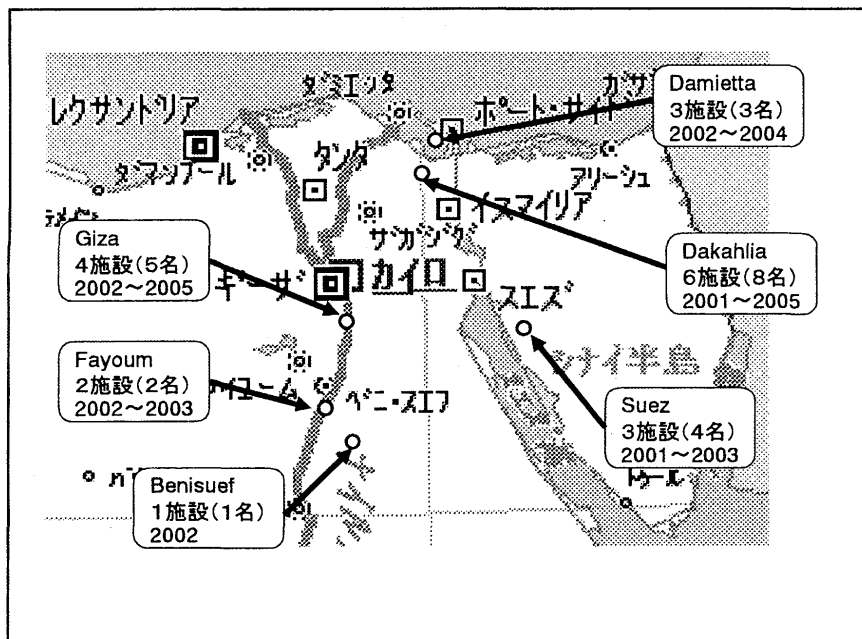 ダミエッタ
Damietta
3施設(3名)
2002~2004
ポート・サイド
レクサントリア
ダマンフール
タンタ
アリーシュ
イスマイリア
ザガジグ
Giza
4施設(5名)
2002~2005
ギーザ
カイロ
Dakahlia
6施設(8名)
2001~2005
スエズ
シナイ半島
Fayoum
2施設(2名)
2002~2003
イユーム
ベニ・スエフ
Suez
3施設(4名)
2001~2003
トゥール
Benisuef
1施設(1名)
2002